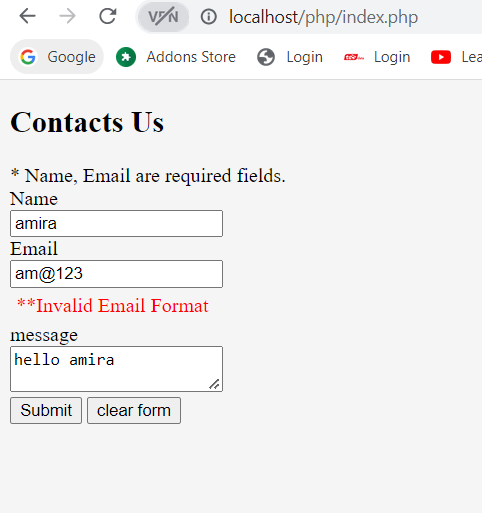 VPN
localhost/php/index.php
Google Addons Store Login Login Lea
Contacts Us
* Name, Email are required fields.
Name
amira
Email
am@123
**Invalid Email Format
message
hello amira
Submit clear form